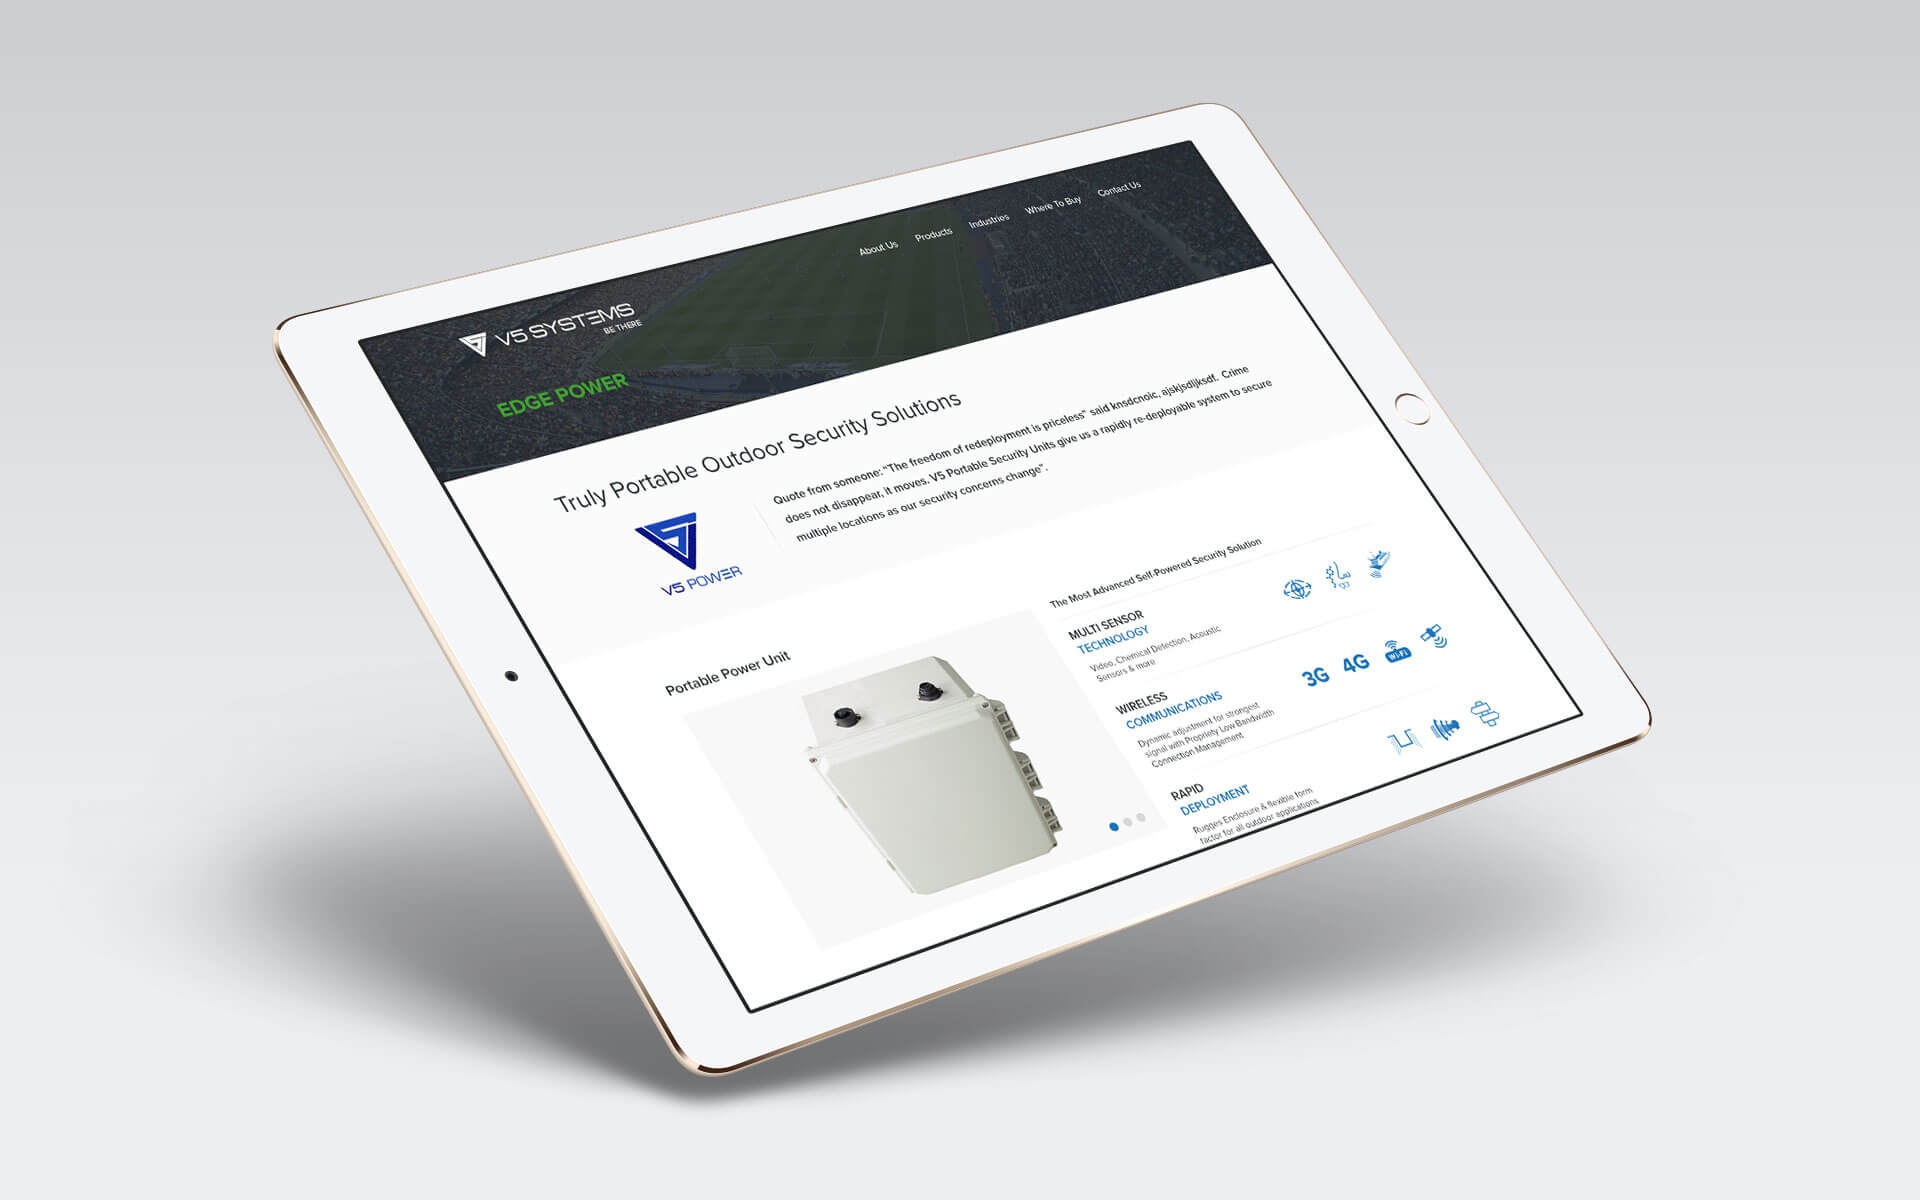 About Us
Products
Industries
Where To Buy
Contact Us
V5 SYSTEMS
BE THERE
EDGE POWER
Truly Portable Outdoor Security Solutions
V5 POWER
Quote from someone: “The freedom of redeployment is priceless” said knsdcnoic, ajskjsdljksdf. Crime
does not disappear, it moves. V5 Portable Security Units give us a rapidly re-deployable system to secure
multiple locations as our security concerns change”.
Portable Power Unit
The Most Advanced Self-Powered Security Solution
MULTI SENSOR
TECHNOLOGY
Video, Chemical Detection, Acoustic
Sensors & more
WIRELESS
COMMUNICATIONS
Dynamic adjustment for strongest
signal with Propriety Low Bandwidth
Connection Management
3G
4G
Wi-Fi
RAPID
DEPLOYMENT
Rugges Enclosure & flexible form
factor for all outdoor applications